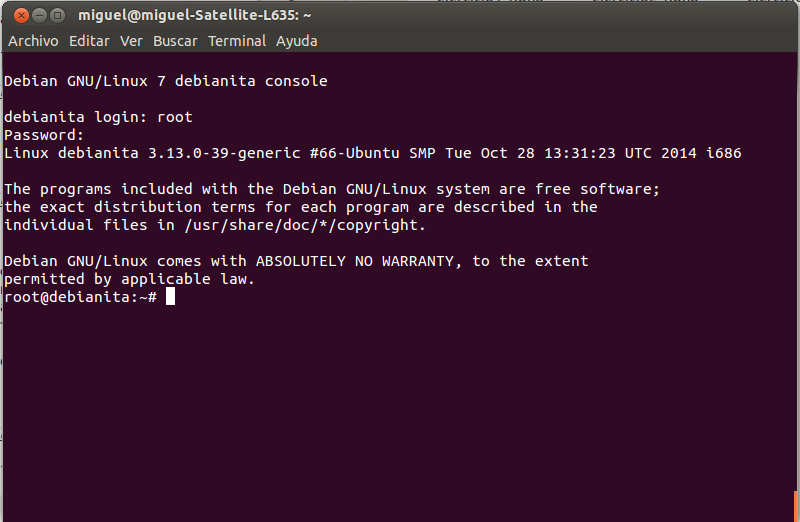 miguel@miguel-Satellite-L635: ~
Archivo Editar Ver Buscar Terminal Ayuda
Debian GNU/Linux 7 debianita console
debianita login: root
Password:
Linux debianita 3.13.0-39-generic #66-Ubuntu SMP Tue Oct 28 13:31:23 UTC 2014 i686
The programs included with the Debian GNU/Linux system are free software;
the exact distribution terms for each program are described in the
individual files in /usr/share/doc/*/copyright.
Debian GNU/Linux comes with ABSOLUTELY NO WARRANTY, to the extent
permitted by applicable law.
root@debianita:~#